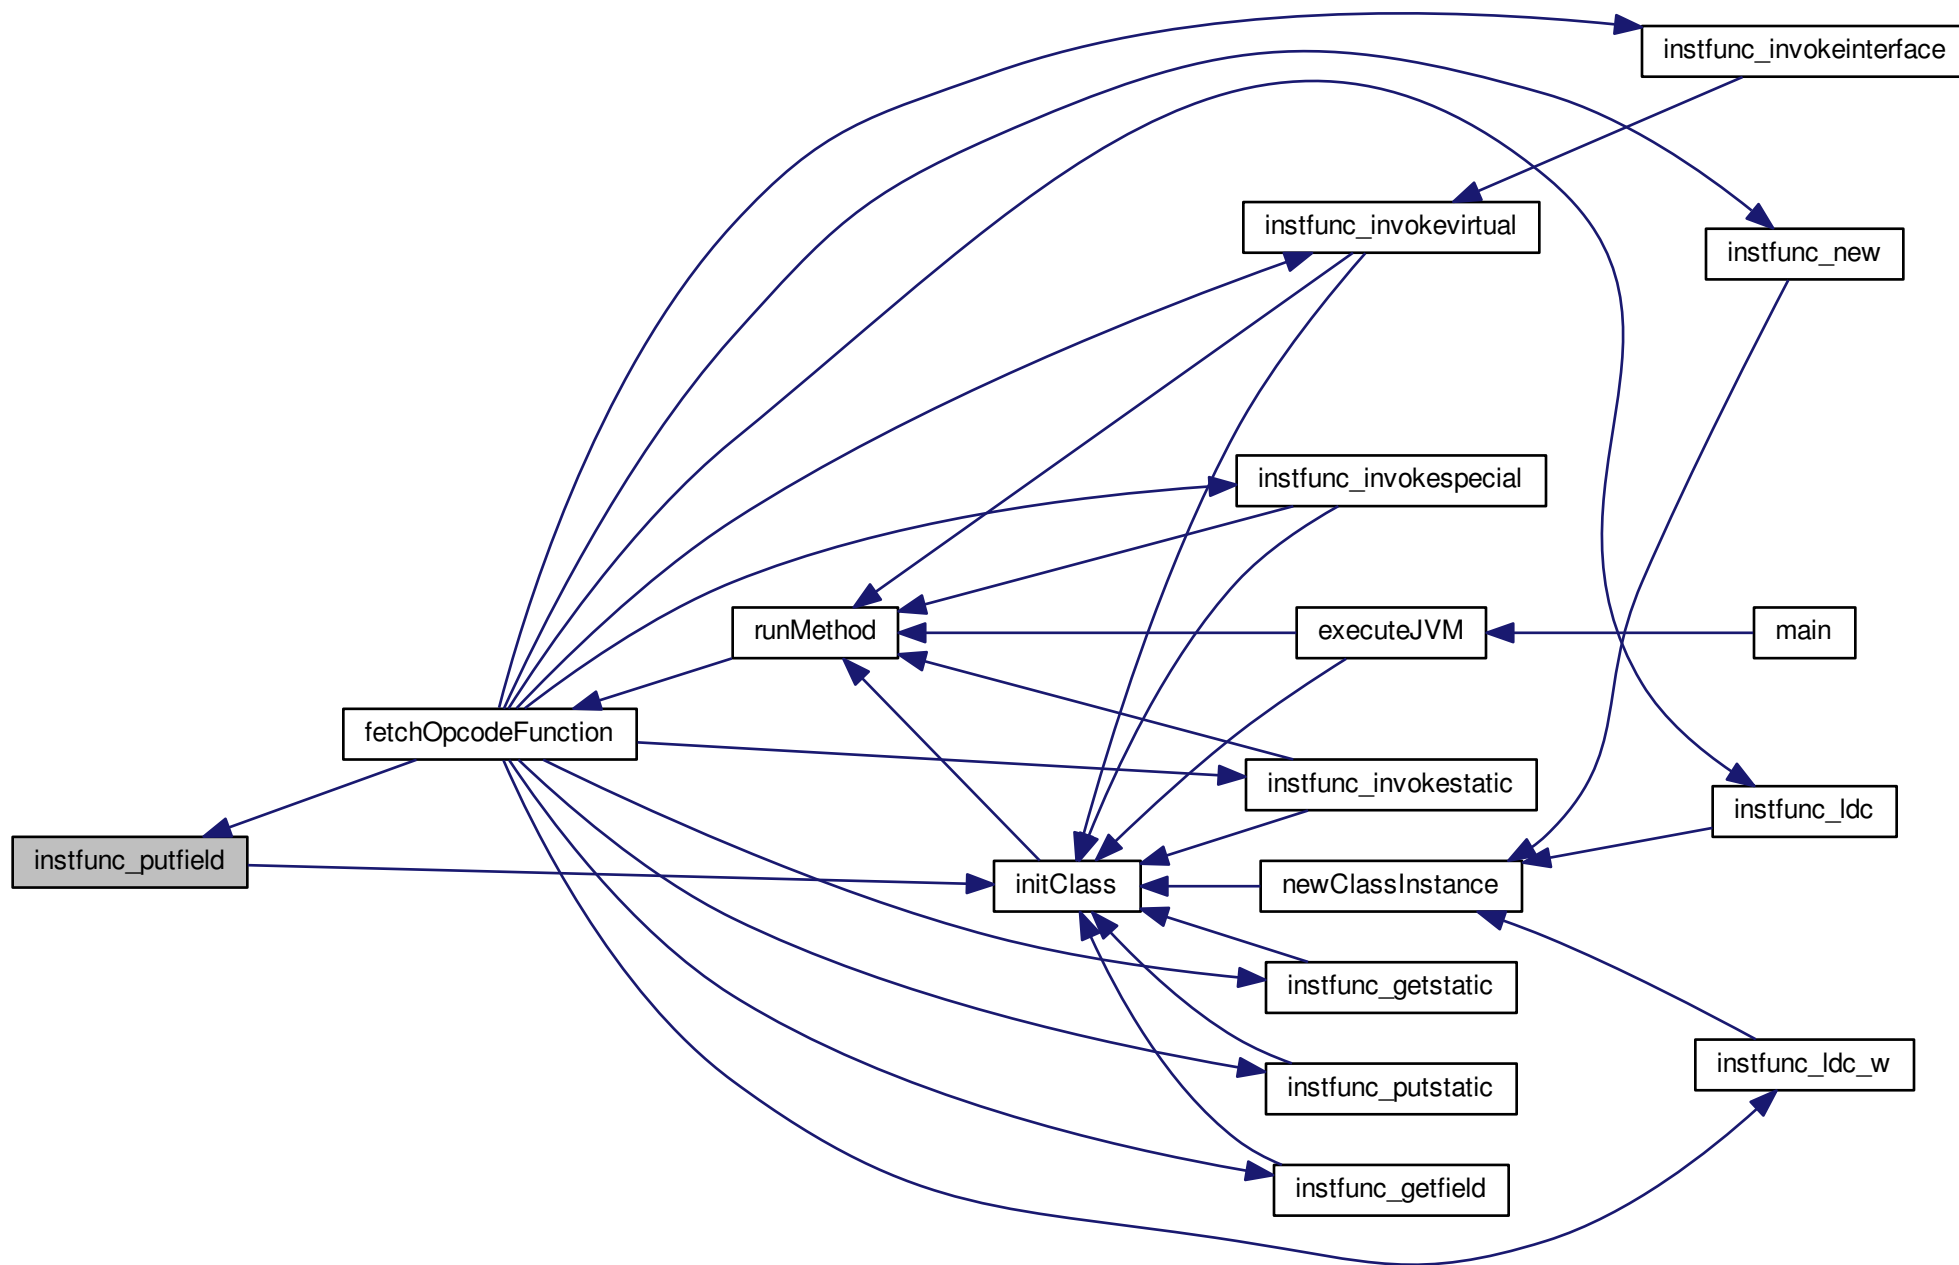 instfunc_invokeinterface
instfunc_invokevirtual
instfunc_new
instfunc_invokespecial
runMethod
executeJVM
main
fetchOpcodeFunction
instfunc_invokestatic
instfunc_ldc
instfunc_putfield
initClass
newClassInstance
instfunc_getstatic
instfunc_ldc_w
instfunc_putstatic
instfunc_getfield